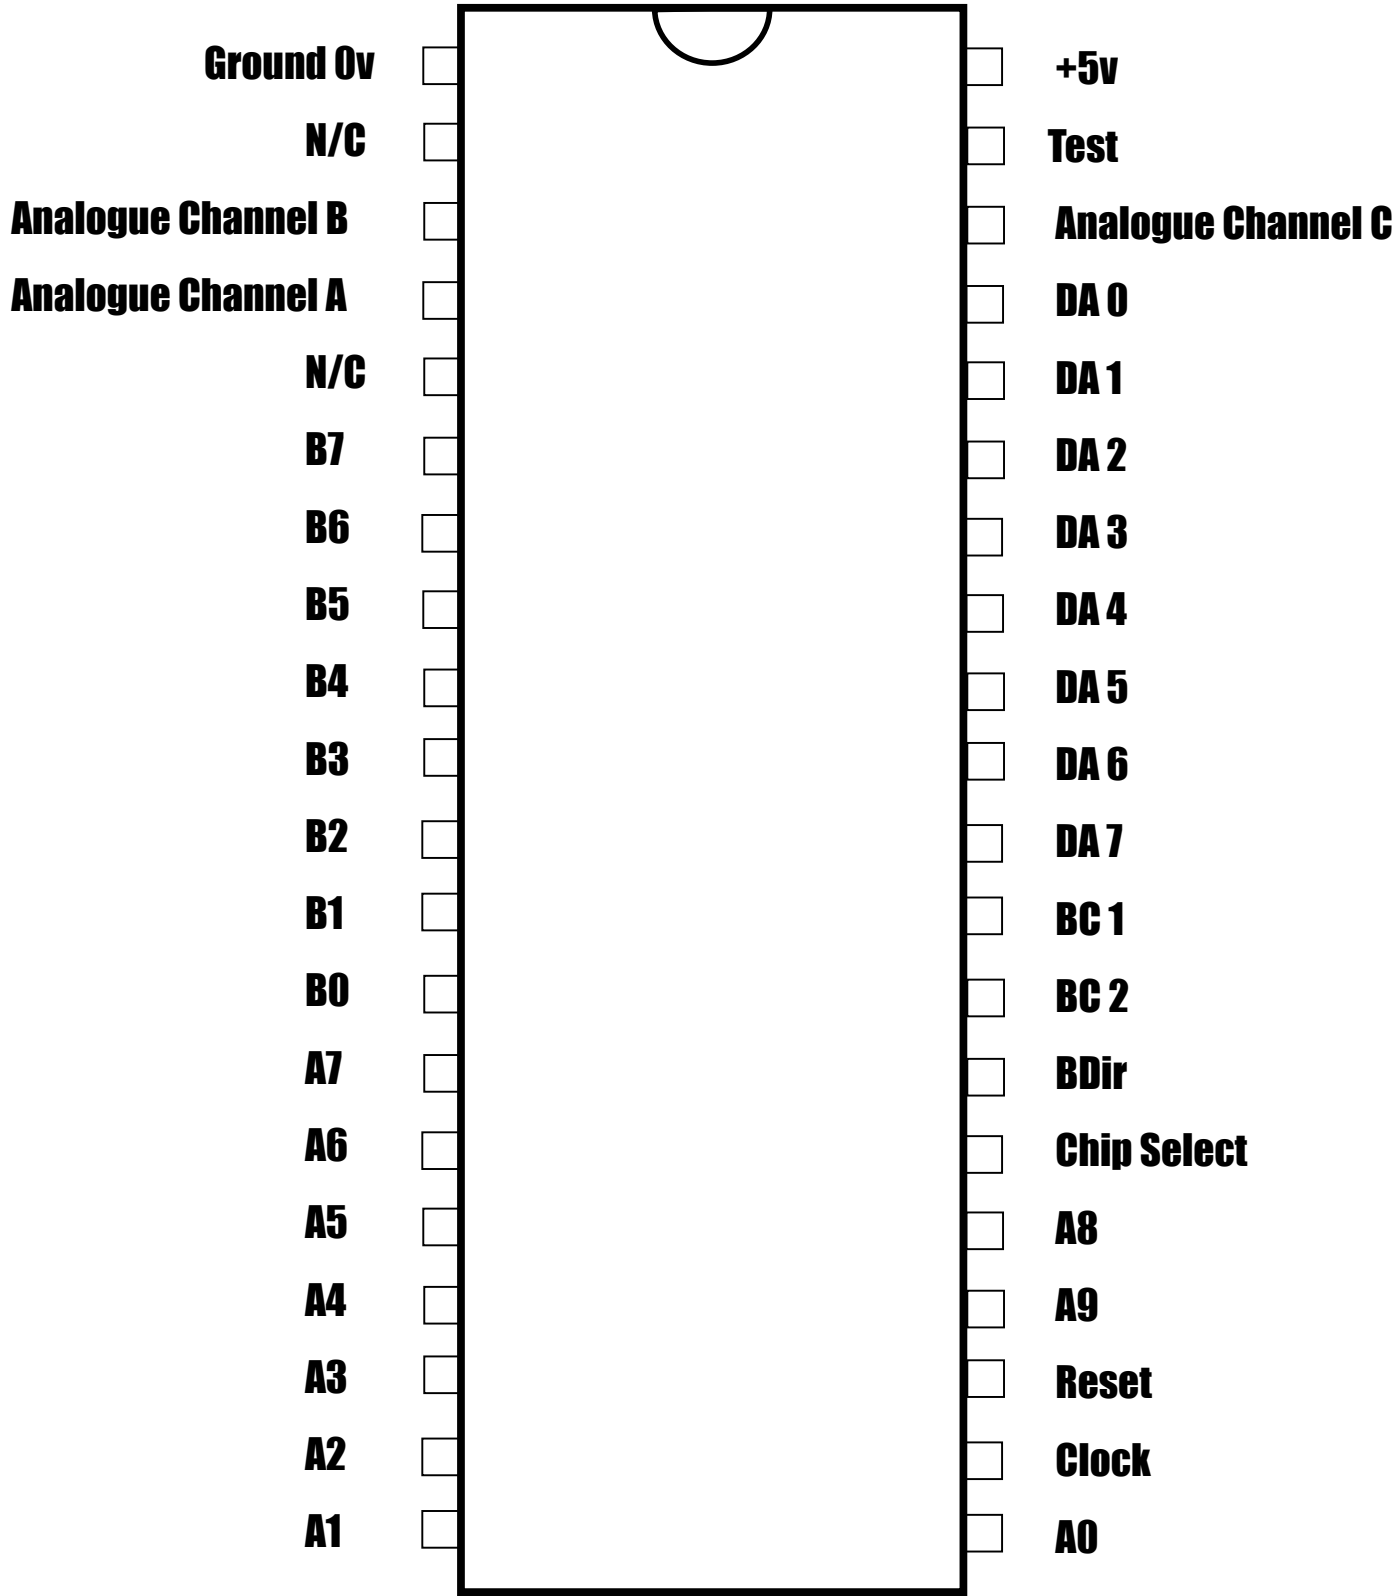 Ground 0v
N/C
Analogue Channel B
Analogue Channel A
N/C
B7
B6
B5
B4
B3
B2
B1
B0
A7
A6
A5
A4
A3
A2
A1
+5v
Test
Analogue Channel C
DA 0
DA 1
DA 2
DA 3
DA 4
DA 5
DA 6
DA 7
BC 1
BC 2
BDir
Chip Select
A8
A9
Reset
Clock
A0